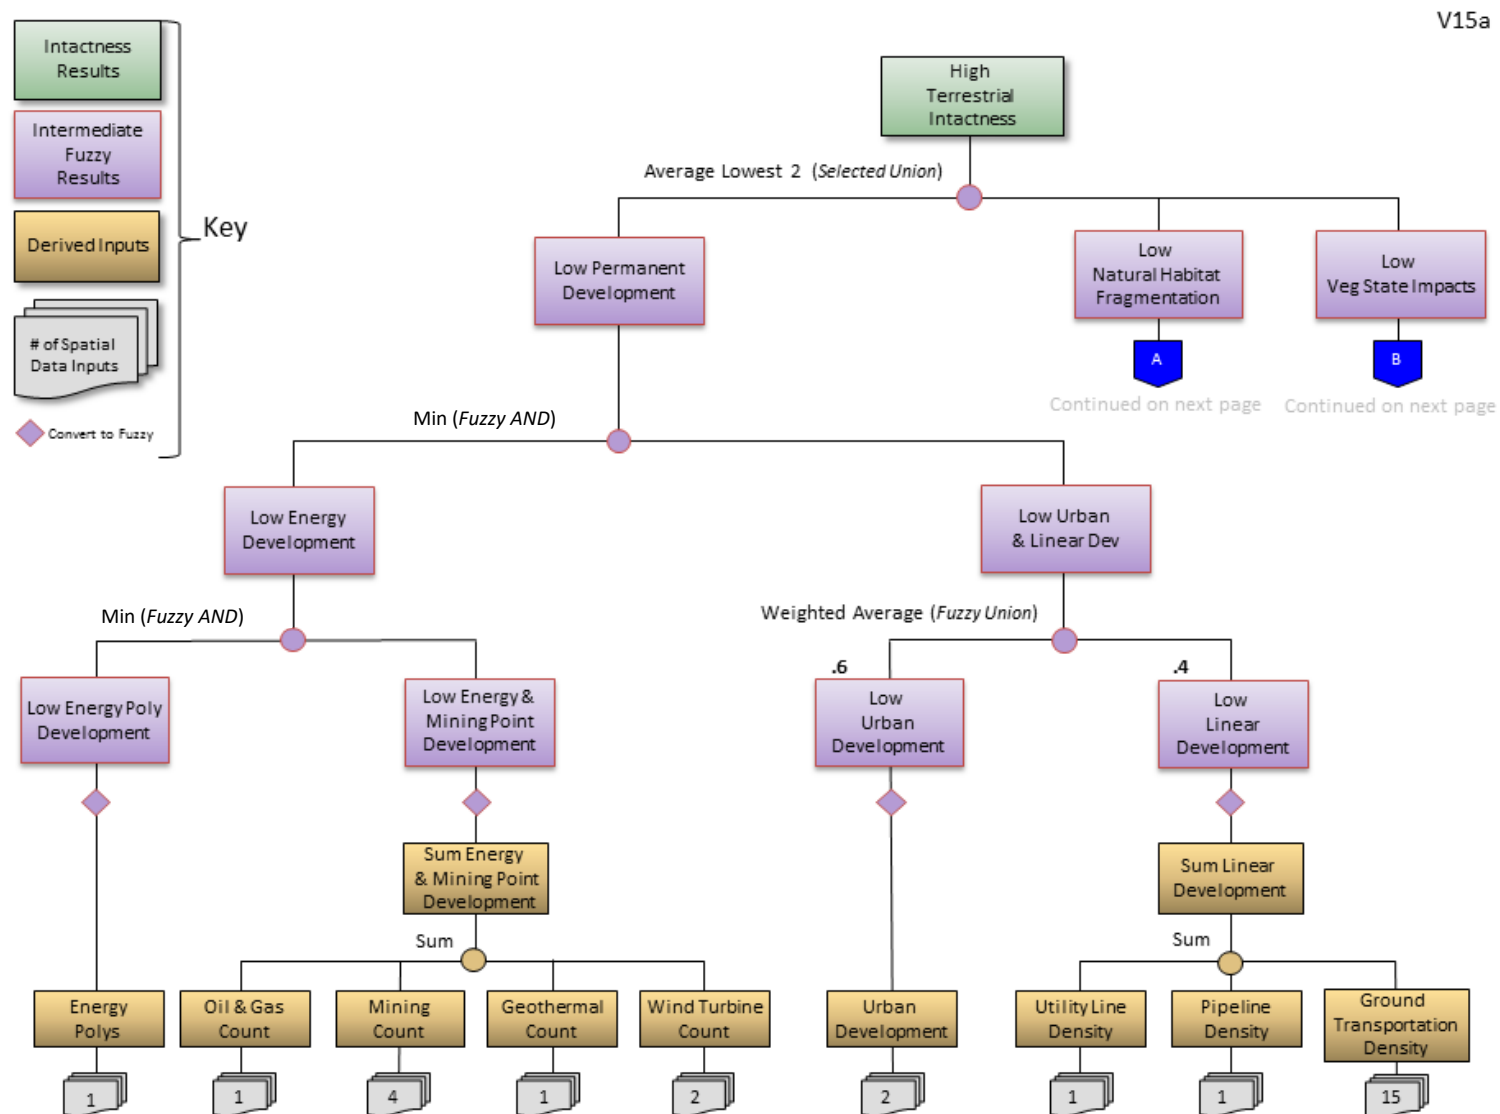 V15a
Intactness
Results
Intermediate
Fuzzy
Results
Derived Inputs
# of Spatial
Data Inputs
Convert to Fuzzy
Key
High
Terrestrial
Intactness
Average Lowest 2 (Selected Union)
Low Permanent
Development
Low
Natural Habitat
Fragmentation
Low
Veg State Impacts
A
B
Continued on next page
Continued on next page
Min (Fuzzy AND)
Low Energy
Development
Low Urban
& Linear Dev
Min (Fuzzy AND)
Weighted Average (Fuzzy Union)
.6
.4
Low Energy Poly
Development
Low Energy &
Mining Point
Development
Low
Urban
Development
Low
Linear
Development
Sum Energy
& Mining Point
Development
Sum Linear
Development
Sum
Sum
Energy
Polys
Oil & Gas
Count
Mining
Count
Geothermal
Count
Wind Turbine
Count
Urban
Development
Utility Line
Density
Pipeline
Density
Ground
Transportation
Density
1
1
4
1
2
2
1
1
15